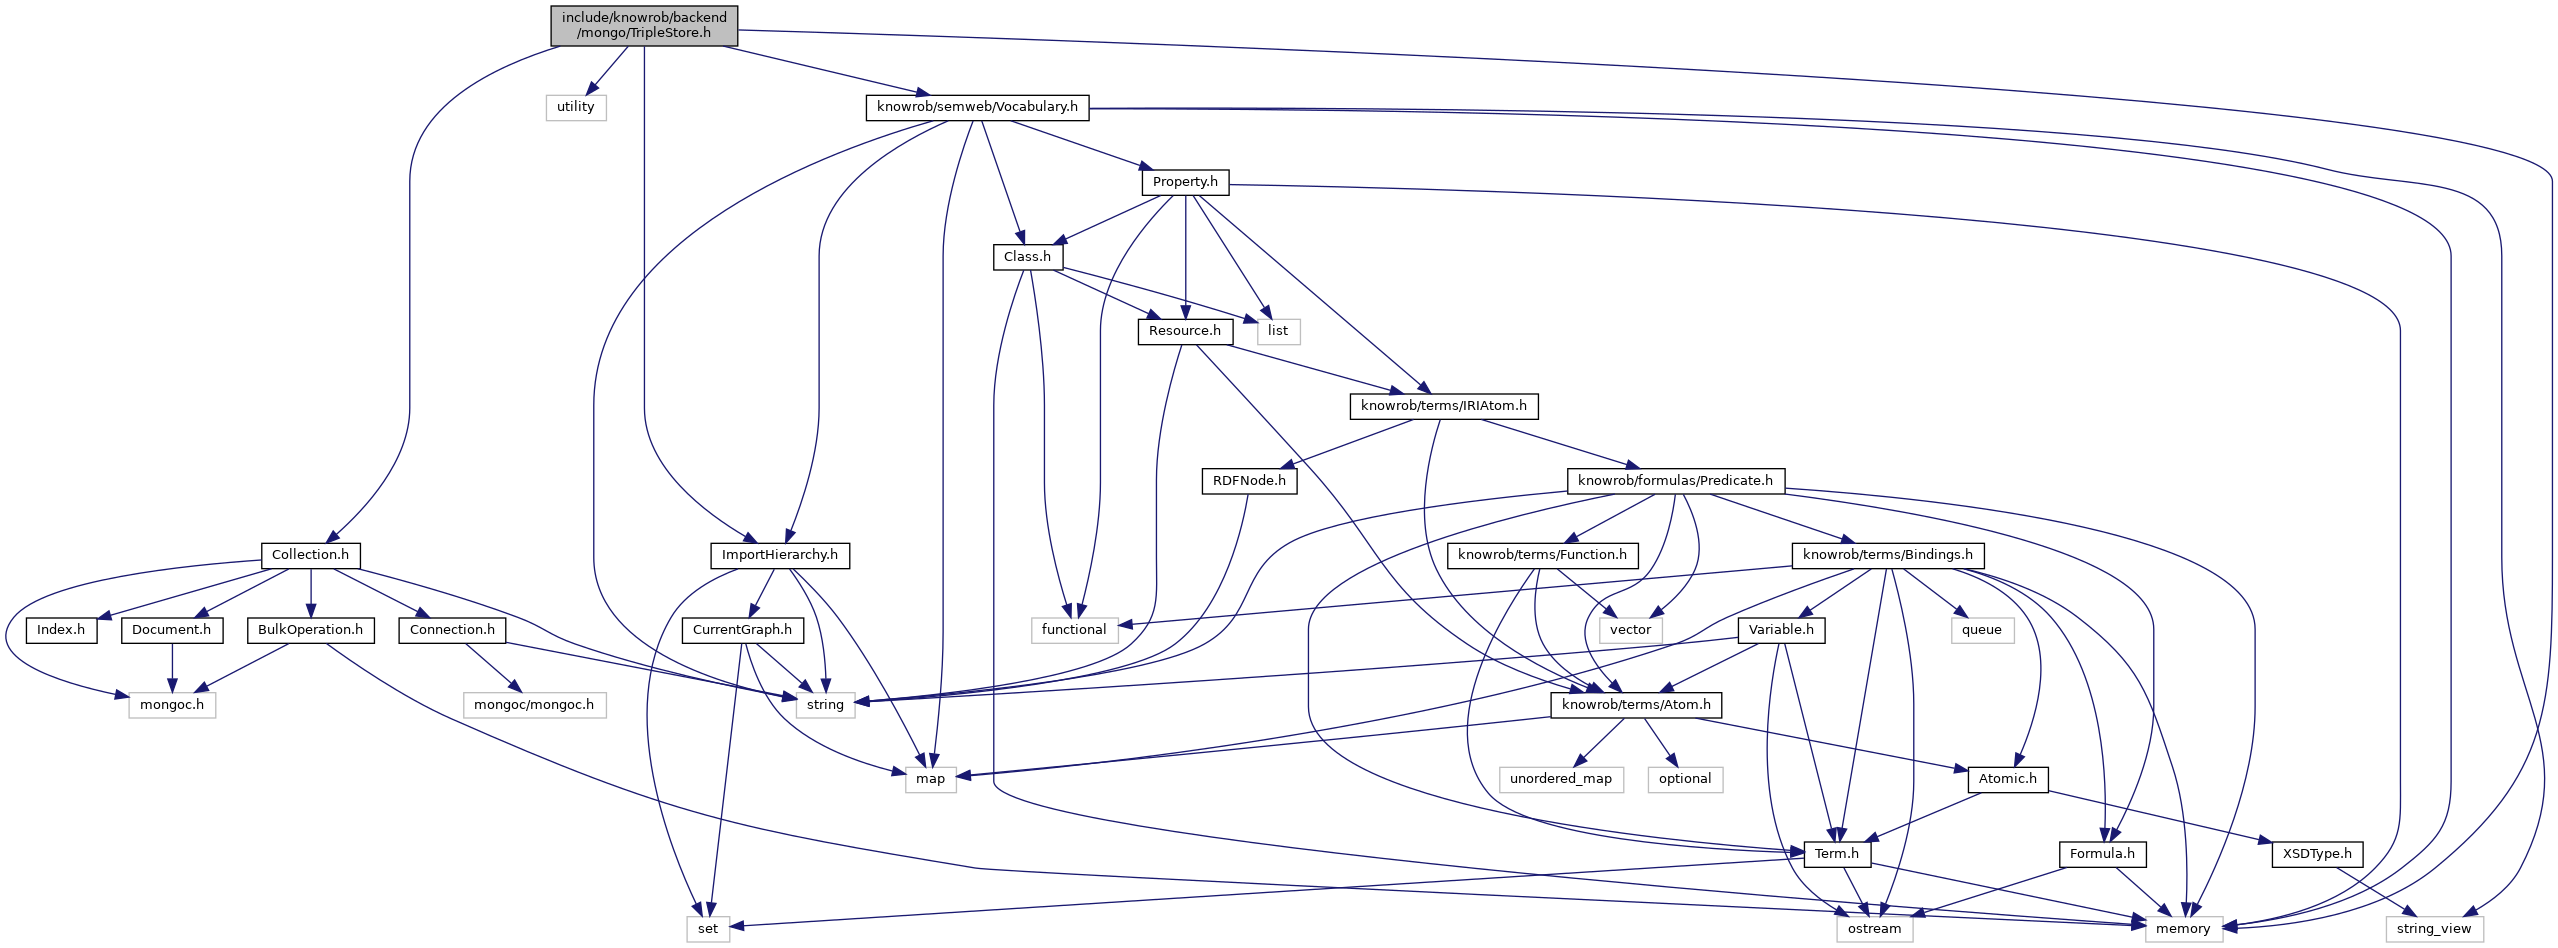 include/knowrob/backend
/mongo/TripleStore.h
utility
knowrob/semweb/Vocabulary.h
Property.h
Class.h
Resource.h
list
knowrob/terms/IRIAtom.h
RDFNode.h
knowrob/formulas/Predicate.h
Collection.h
ImportHierarchy.h
knowrob/terms/Function.h
knowrob/terms/Bindings.h
Index.h
Document.h
BulkOperation.h
Connection.h
CurrentGraph.h
functional
vector
Variable.h
queue
mongoc.h
mongoc/mongoc.h
string
knowrob/terms/Atom.h
map
unordered_map
optional
Atomic.h
Term.h
Formula.h
XSDType.h
set
ostream
memory
string_view